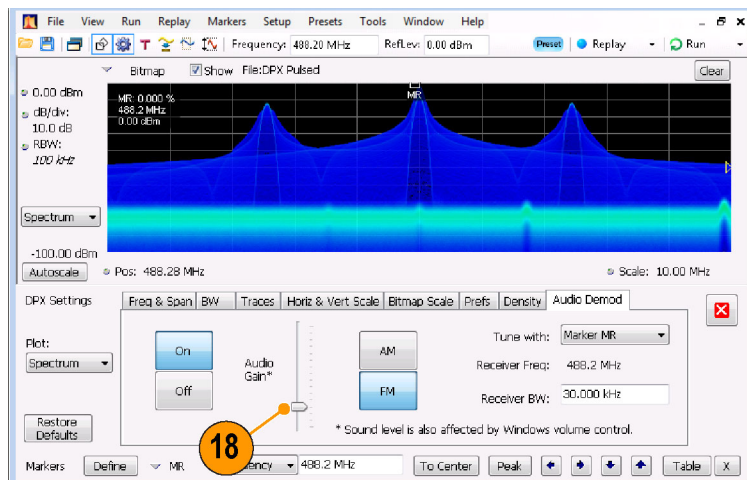 File View Run Replay Markers Setup Presets Tools Window Help
T Frequency: 488.20 MHz RefLev: 0.00 dBm Preset Replay Run
Bitmap Show File:DPX Pulsed Clear
0.00 dBm
dB/div:
10.0 dB
RBW:
100 kHz
MR: 0.000 %
488.2 MHz
0.00 dBm
MR
Spectrum
-100.00 dBm
Autoscale Pos: 488.28 MHz Scale: 10.00 MHz
DPX Settings Freq & Span BW Traces Horiz & Vert Scale Bitmap Scale Prefs Density Audio Demod
Plot:
Spectrum
On
Off
Audio
Gain*
AM
FM
Tune with: Marker MR
Receiver Freq: 488.2 MHz
Receiver BW: 30.000 kHz
* Sound level is also affected by Windows volume control.
Restore
Defaults
18
Markers Define MR 488.2 MHz To Center Peak Table X